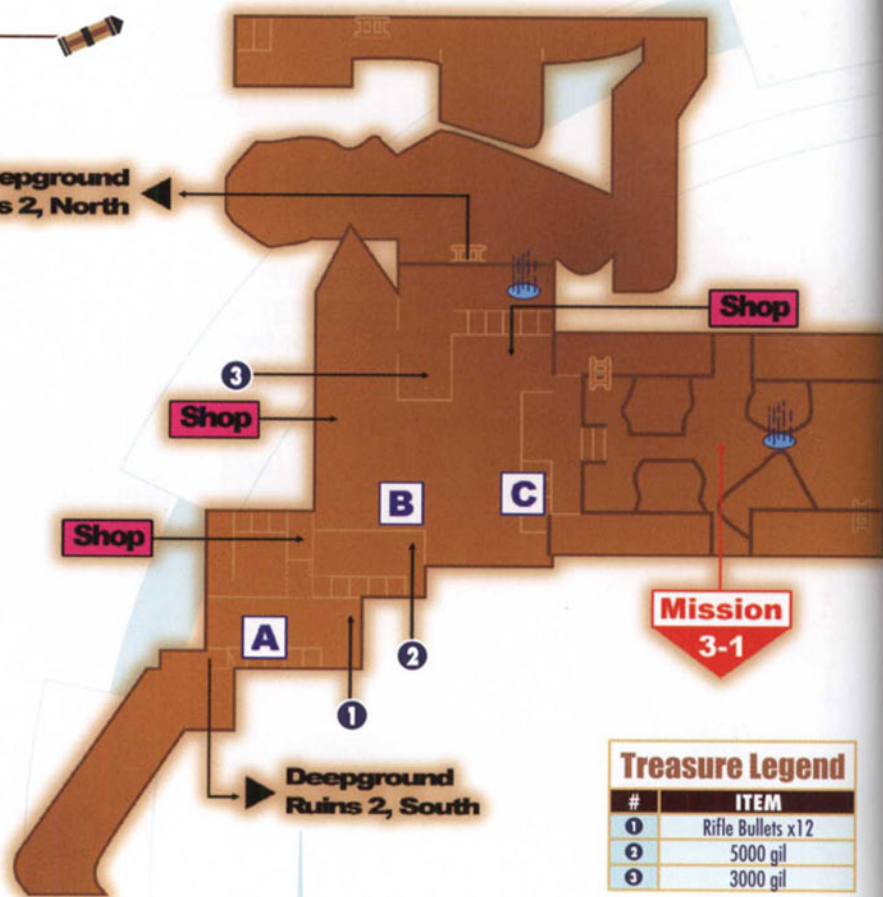 epground
s 2, North
Shop
3
Shop
B
C
Shop
A
2
1
Mission
3-1
Deepground
Ruins 2, South
Treasure Legend
# ITEM
1 Rifle Bullets x12
2 5000 gil
3 3000 gil